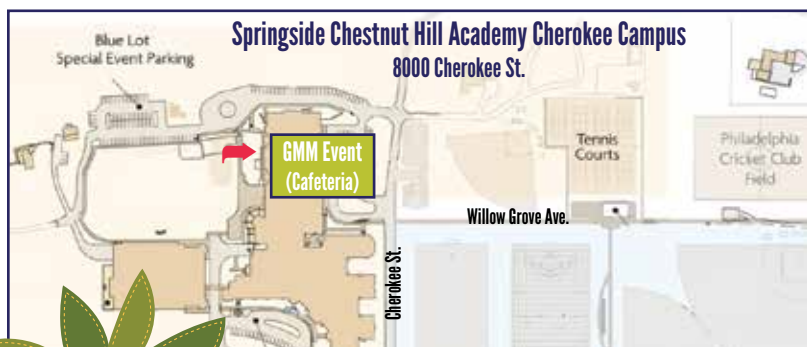 Springside Chestnut Hill Academy Cherokee Campus
8000 Cherokee St.
Blue Lot
Special Event Parking
GMM Event
(Cafeteria)
Tennis
Courts
Philadelphia
Cricket Club
Field
Willow Grove Ave.
Cherokee St.